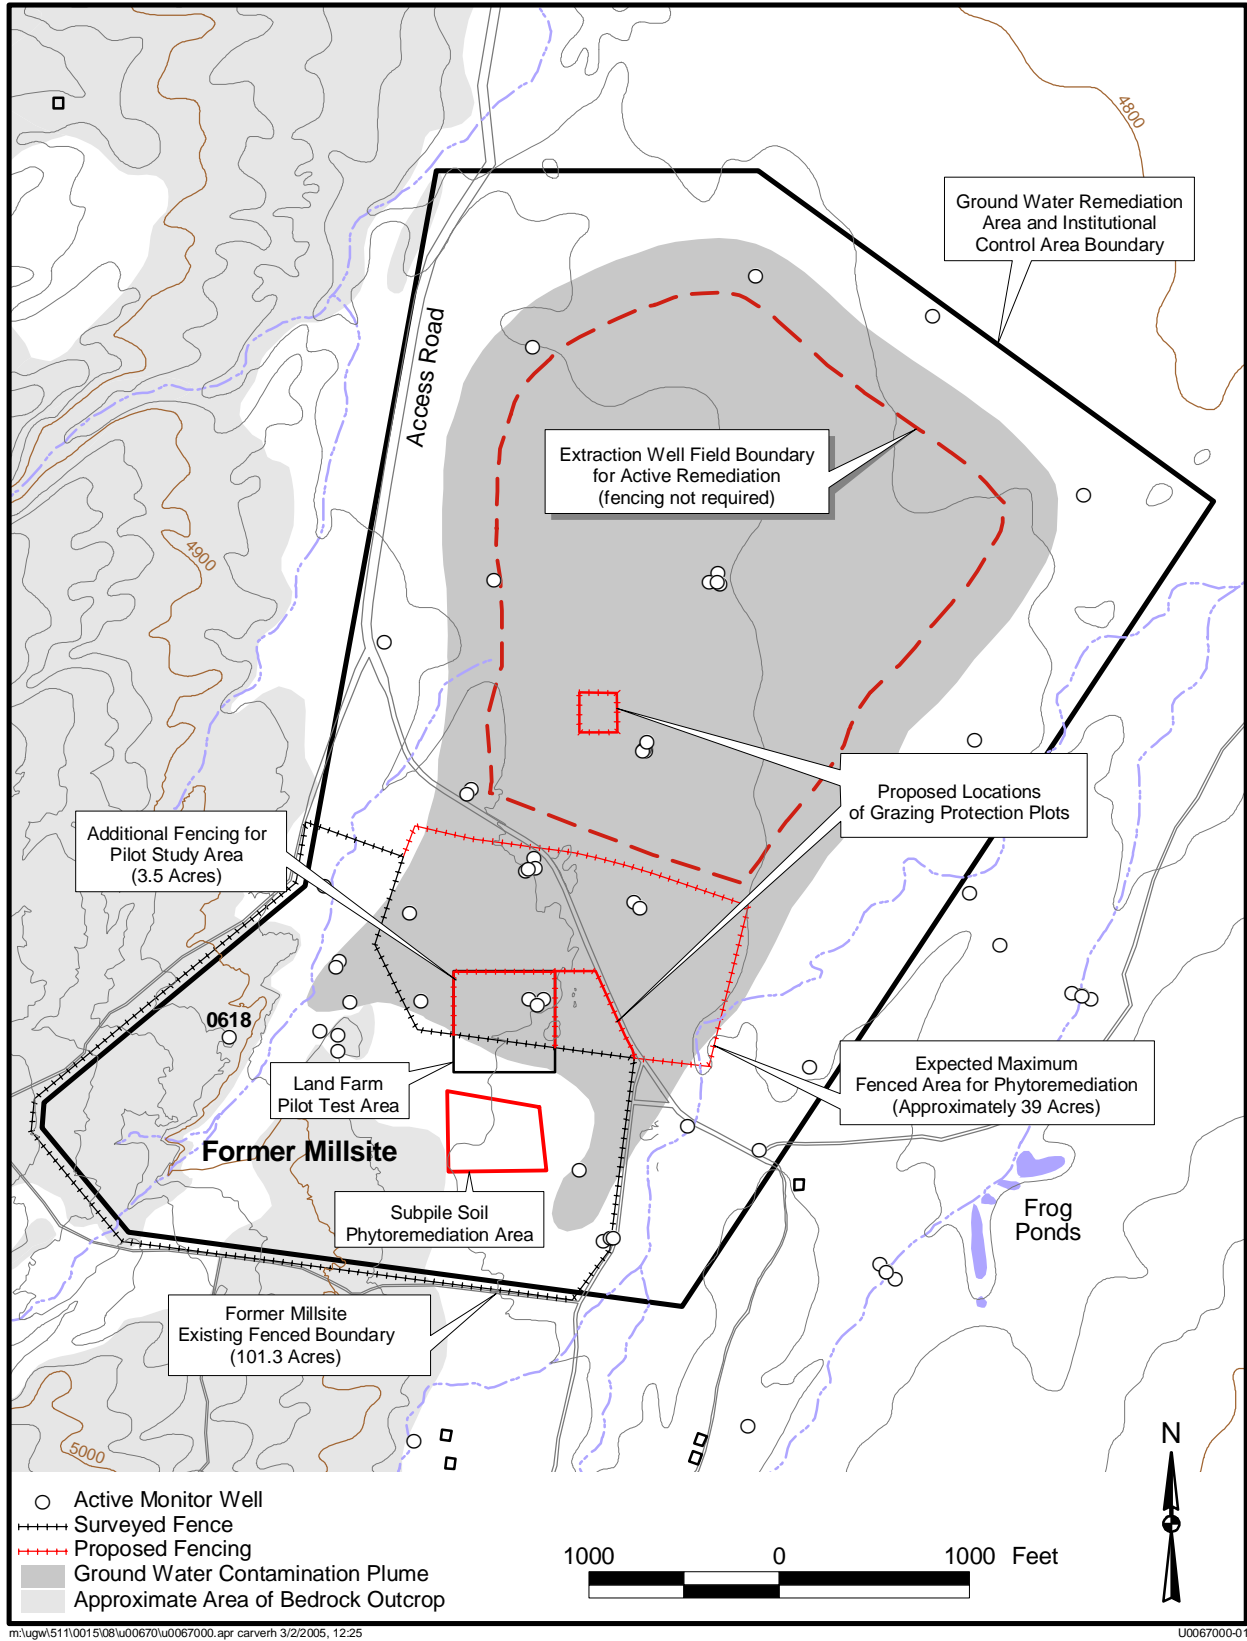 4800
Ground Water Remediation
Area and Institutional
Control Area Boundary
Access Road
Extraction Well Field Boundary
for Active Remediation
(fencing not required)
4900
Proposed Locations
of Grazing Protection Plots
Additional Fencing for
Pilot Study Area
(3.5 Acres)
0618
Land Farm
Pilot Test Area
Expected Maximum
Fenced Area for Phytoremediation
(Approximately 39 Acres)
Former Millsite
Subpile Soil
Phytoremediation Area
Frog
Ponds
Former Millsite
Existing Fenced Boundary
(101.3 Acres)
5000
N
Active Monitor Well
Surveyed Fence
Proposed Fencing
Ground Water Contamination Plume
Approximate Area of Bedrock Outcrop
1000 0 1000 Feet
m:\ugw\511\0015\08\u00670\u0067000.apr carverh 3/2/2005, 12:25
U0067000-01